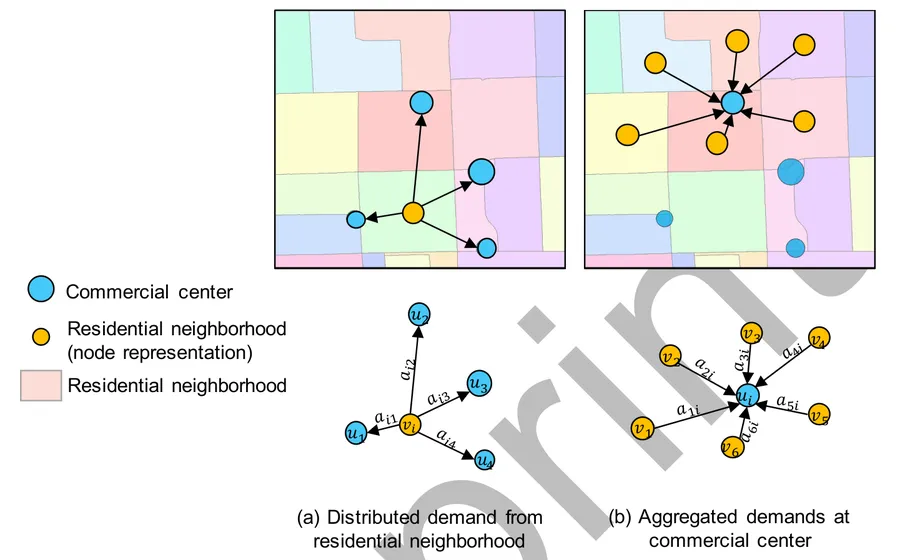 Commercial center
Residential neighborhood
(node representation)
Residential neighborhood
u₂
a_i2
u₃
a_i3
a_i1
v_i
u₁
a_i4
u₄
v₃
v₄
v₂
a_3i
a_4i
a_2i
u_i
a_1i
a_5i
v₅
v₁
a_6i
v₆
(a) Distributed demand from
residential neighborhood
(b) Aggregated demands at
commercial center